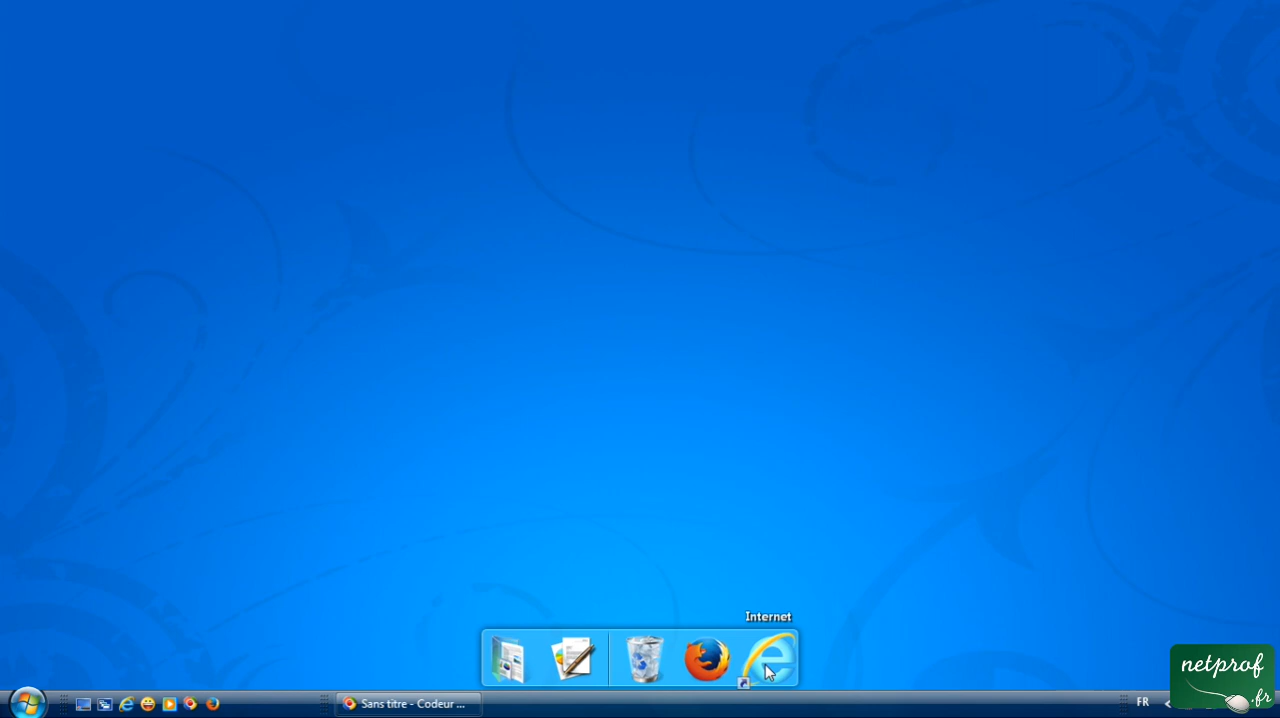 Internet
Sans titre - Codeur ...
FR
netprof
.fr